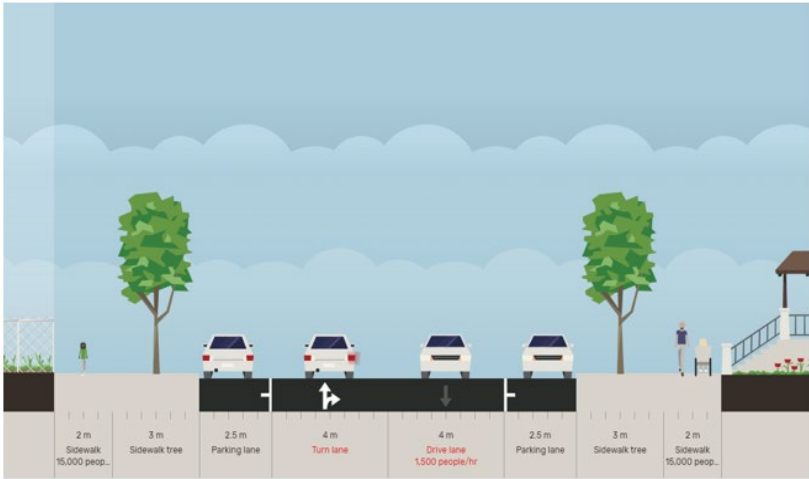 2 m
Sidewalk
15,000 peop...
3 m
Sidewalk tree
2.5 m
Parking lane
4 m
Turn lane
4 m
Drive lane
1,500 people/hr
2.5 m
Parking lane
3 m
Sidewalk tree
2 m
Sidewalk
15,000 peop...